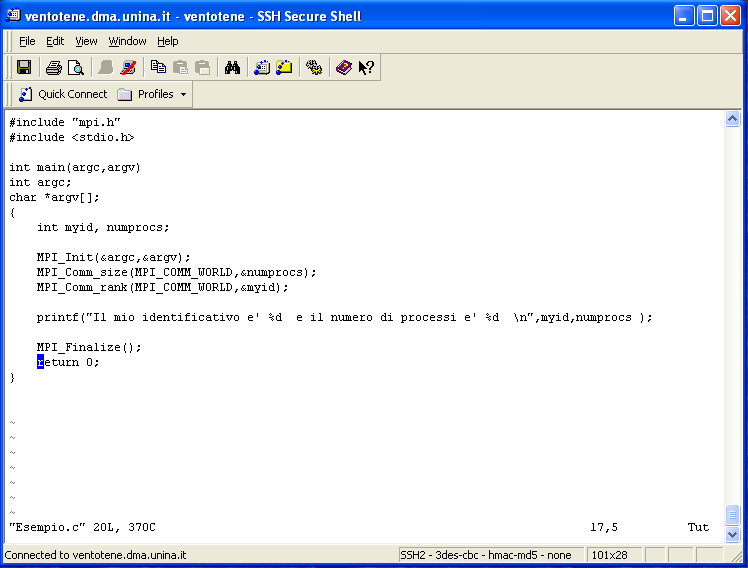 ventotene.dma.unina.it - ventotene - SSH Secure Shell
File Edit View Window Help
Quick Connect Profiles
#include "mpi.h"
#include <stdio.h>
int main(argc,argv)
int argc;
char *argv[];
{
int myid, numprocs;
MPI_Init(&argc,&argv);
MPI_Comm_size(MPI_COMM_WORLD,&numprocs);
MPI_Comm_rank(MPI_COMM_WORLD,&myid);
printf("Il mio identificativo e' %d  e il numero di processi e' %d  \n",myid,numprocs );
MPI_Finalize();
return 0;
}
~
~
~
~
~
~
~
"Esempio.c" 20L, 370C 17,5 Tut
Connected to ventotene.dma.unina.it SSH2 - 3des-cbc - hmac-md5 - none 101x28